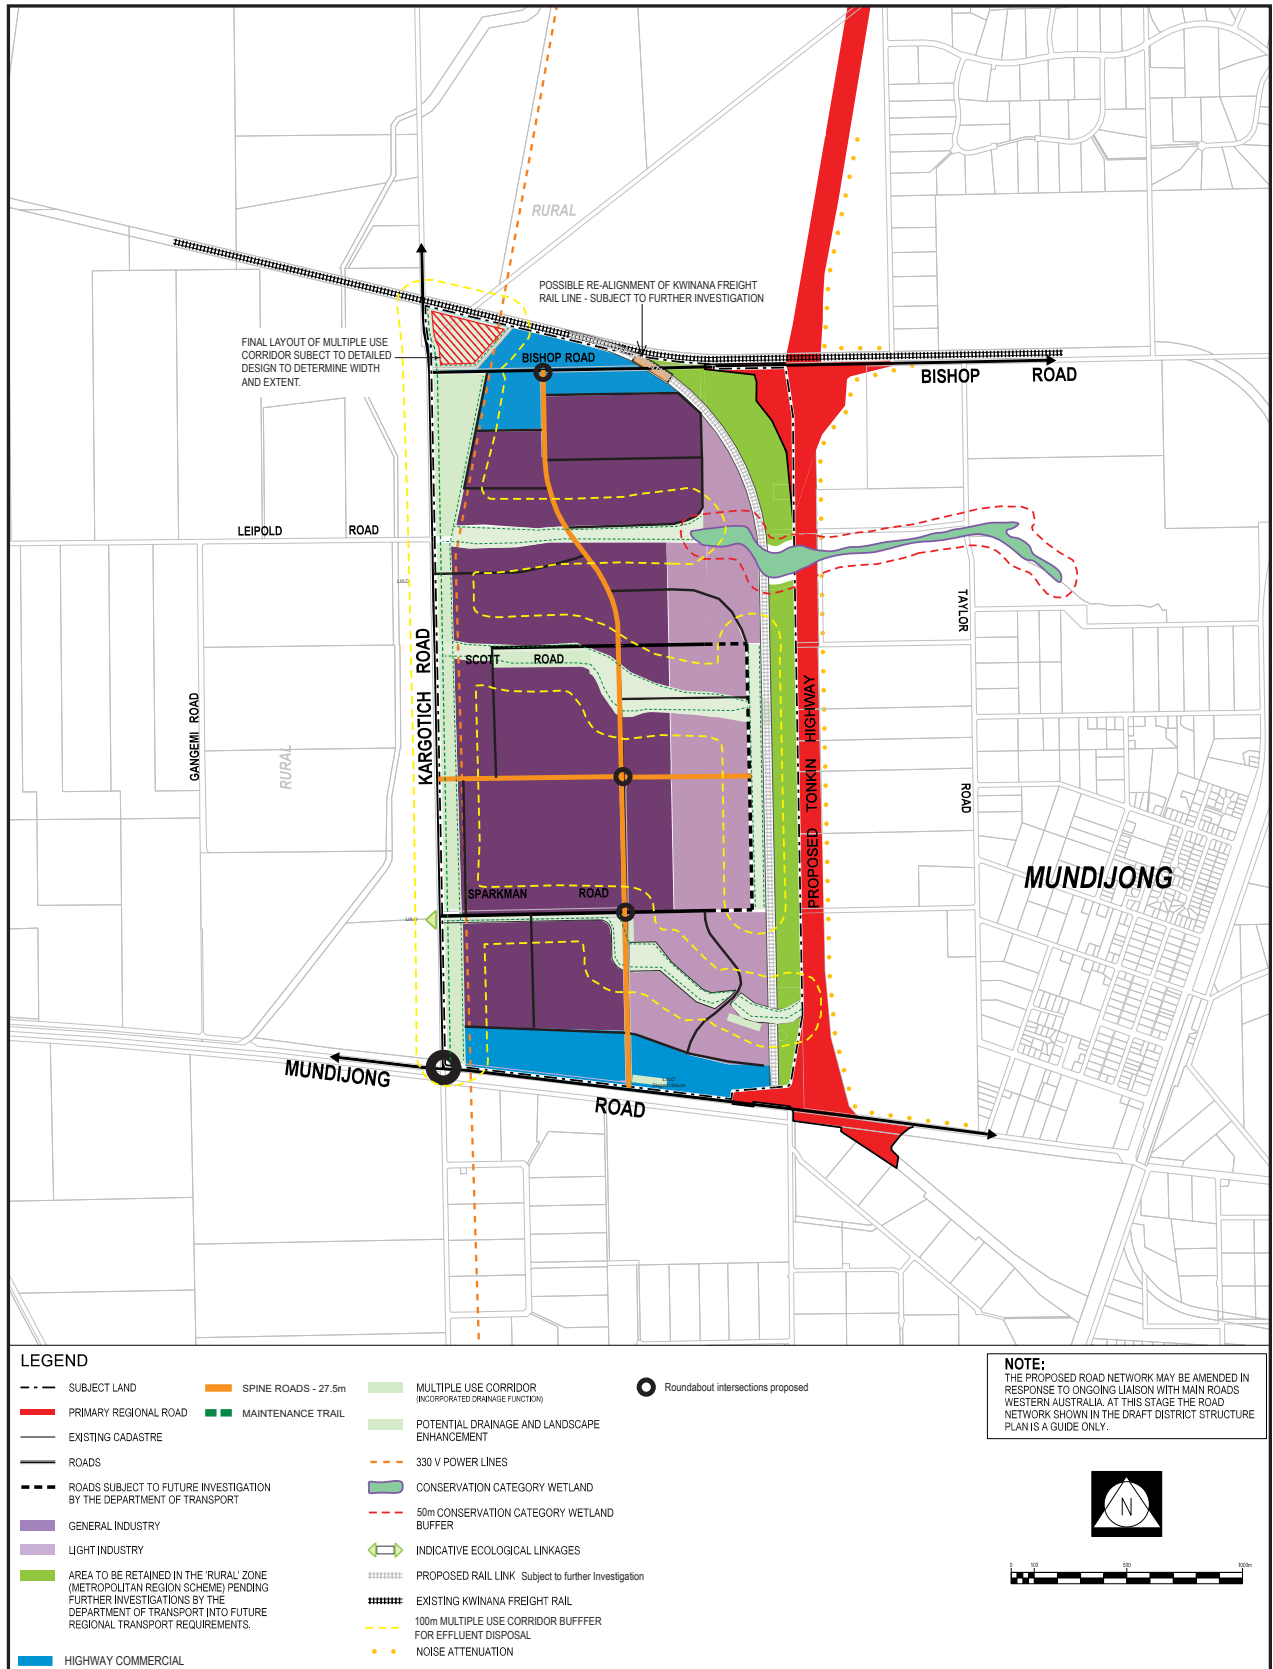 RURAL
POSSIBLE RE-ALIGNMENT OF KWINANA FREIGHT
RAIL LINE - SUBJECT TO FURTHER INVESTIGATION
FINAL LAYOUT OF MULTIPLE USE
CORRIDOR SUBECT TO DETAILED
DESIGN TO DETERMINE WIDTH
AND EXTENT.
BISHOP ROAD
BISHOP ROAD
LEIPOLD ROAD
TAYLOR
ROAD
KARGOTICH ROAD
SCOTT ROAD
GANGEMI ROAD
RURAL
PROPOSED TONKIN HIGHWAY
MUNDIJONG
SPARKMAN ROAD
MUNDIJONG
ROAD
LEGEND
SUBJECT LAND
PRIMARY REGIONAL ROAD
EXISTING CADASTRE
ROADS
ROADS SUBJECT TO FUTURE INVESTIGATION
BY THE DEPARTMENT OF TRANSPORT
GENERAL INDUSTRY
LIGHT INDUSTRY
AREA TO BE RETAINED IN THE 'RURAL' ZONE
(METROPOLITAN REGION SCHEME) PENDING
FURTHER INVESTIGATIONS BY THE
DEPARTMENT OF TRANSPORT INTO FUTURE
REGIONAL TRANSPORT REQUIREMENTS.
HIGHWAY COMMERCIAL
SPINE ROADS - 27.5m
MAINTENANCE TRAIL
MULTIPLE USE CORRIDOR
(INCORPORATED DRAINAGE FUNCTION)
POTENTIAL DRAINAGE AND LANDSCAPE
ENHANCEMENT
330 V POWER LINES
CONSERVATION CATEGORY WETLAND
50m CONSERVATION CATEGORY WETLAND
BUFFER
INDICATIVE ECOLOGICAL LINKAGES
PROPOSED RAIL LINK Subject to further Investigation
EXISTING KWINANA FREIGHT RAIL
100m MULTIPLE USE CORRIDOR BUFFFER
FOR EFFLUENT DISPOSAL
NOISE ATTENUATION
Roundabout intersections proposed
NOTE:
THE PROPOSED ROAD NETWORK MAY BE AMENDED IN
RESPONSE TO ONGOING LIAISON WITH MAIN ROADS
WESTERN AUSTRALIA. AT THIS STAGE THE ROAD
NETWORK SHOWN IN THE DRAFT DISTRICT STRUCTURE
PLAN IS A GUIDE ONLY.
N
0 100 500 1000m